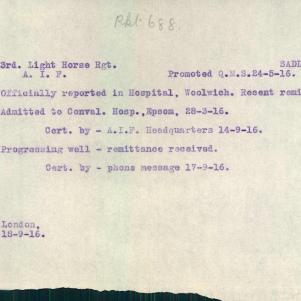 Rkt. 688.
3rd. Light Horse Rgt. SADL
A. I. F. Promoted Q.M.S.24-5-16.
Officially reported in Hospital, Woolwich. Recent remi
Admitted to Conval. Hosp., Epsom, 28-3-16.
Cert. by - A.I.F. Headquarters 14-9-16.
Progressing well - remittance received.
Cert. by - phone message 17-9-16.
London,
18-9-16.